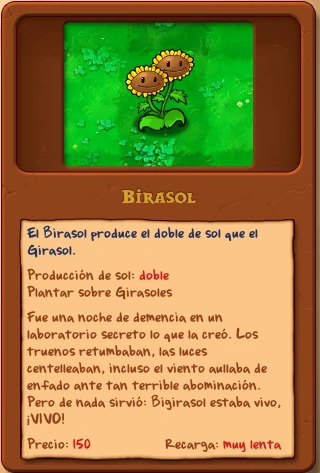 BIRASOL
El Birasol produce el doble de sol que el
Girasol.
Producción de sol: doble
Plantar sobre Girasoles
Fue una noche de demencia en un
laboratorio secreto lo que la creó. Los
truenos retumbaban, las luces
centelleaban, incluso el viento aullaba de
enfado ante tan terrible abominación.
Pero de nada sirvió: Bigirasol estaba vivo,
¡VIVO!
Precio: 150 Recarga: muy lenta